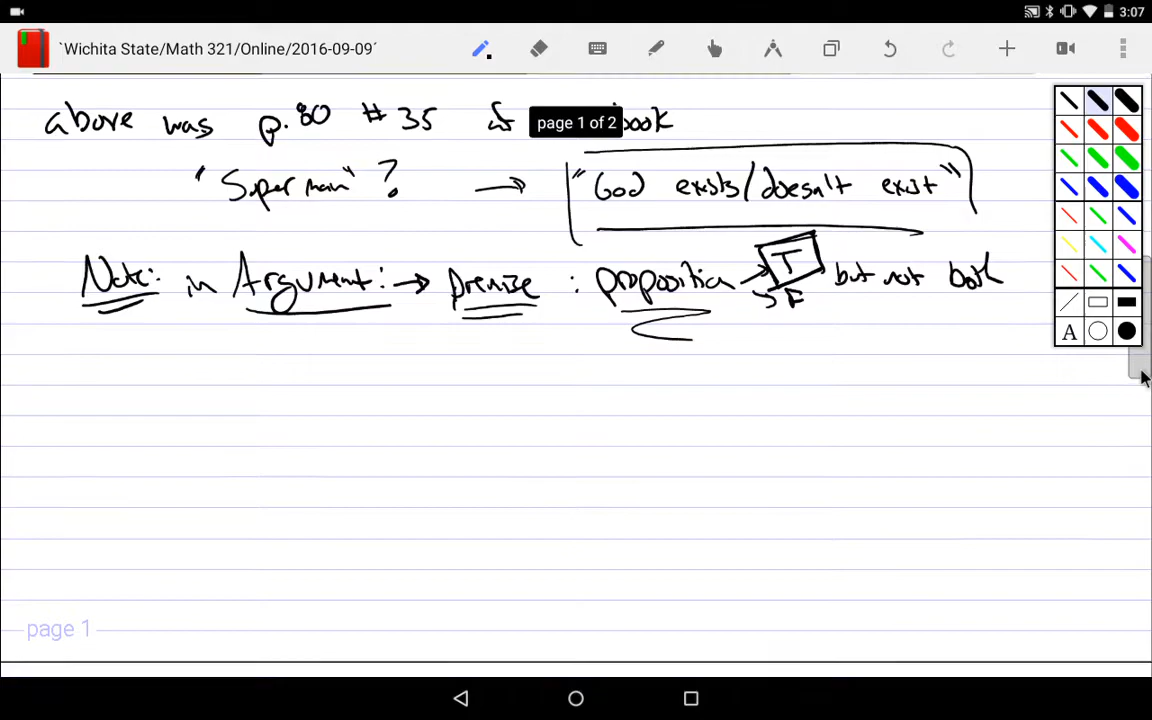 3:07
`Wichita State/Math 321/Online/2016-09-09´
above was p.80 #35 book
page 1 of 2
"Superman"? → "God exists/doesn't exist"
Note: in Argument: → premise : proposition → T → F but not both
A
page 1